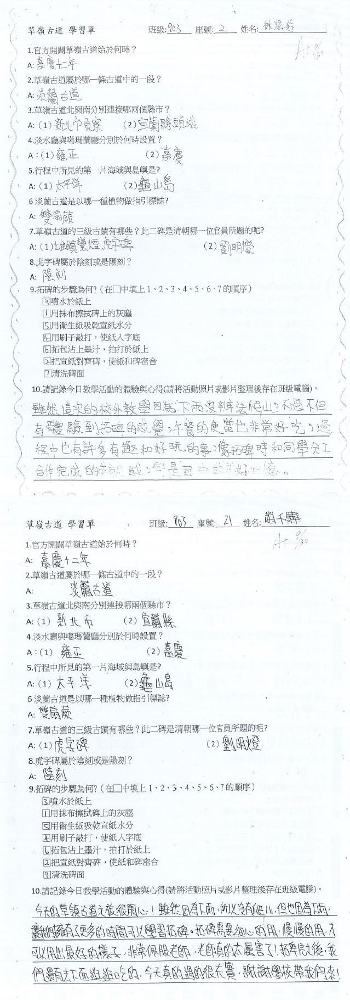 草嶺古道 學習單 班級:903 座號:2 姓名:林
A+ 9/30
1.官方開闢草嶺古道始於何時？
A:嘉慶十二年
2.草嶺古道屬於哪一條古道中的一段？
A:淡蘭古道
3.草嶺古道北與南分別連接哪兩個縣市？
A:(1)新北市貢寮 (2)宜蘭縣頭城
4.淡水廳與噶瑪蘭廳分別於何時設置？
A：(1)雍正 (2)嘉慶
5.行程中所見的第一片海域與島嶼是?
A:(1)太平洋 (2)龜山島
6 淡蘭古道是以哪一種植物做指引標誌?
A:雙扇蕨
7.草嶺古道的三級古蹟有哪些？此二碑是清朝哪一位官員所題的呢?
A:(1)雄鎮蠻煙虎字碑 (2)劉明燈
8.虎字碑屬於陰刻或是陽刻？
A:陰刻
9.拓碑的步驟為何?（在□中填上1、2、3、4、5、6、7的順序）
3噴水於紙上
1用抹布擦拭碑上的灰塵
5用衛生紙吸乾宣紙水分
4用刷子敲打，使紙入字底
6拓包沾上墨汁，拍打於紙上
2把宣紙對齊碑，使紙和碑密合
7清洗碑面
10.請記錄今日教學活動的體驗與心得(請將活動照片或影片整理後存在班級電腦)。
雖然這次的校外教學因為下雨沒辦法爬山，不過不但
有體驗到拓碑的感覺，午餐的便當也非常好吃，過
程中也有許多有趣和好玩的事，像拓碑時和同學分工
合作完成的成就感，學是國中的美好回憶。
草嶺古道 學習單 班級:903 座號:21 姓名:趙千驊
A+ 9/30
1.官方開闢草嶺古道始於何時？
A:嘉慶十二年
2.草嶺古道屬於哪一條古道中的一段？
A:淡蘭古道
3.草嶺古道北與南分別連接哪兩個縣市？
A:(1)新北市 (2)宜蘭縣
4.淡水廳與噶瑪蘭廳分別於何時設置？
A：(1)雍正 (2)嘉慶
5.行程中所見的第一片海域與島嶼是?
A:(1)太平洋 (2)龜山島
6 淡蘭古道是以哪一種植物做指引標誌?
A:雙扇蕨
7.草嶺古道的三級古蹟有哪些？此二碑是清朝哪一位官員所題的呢?
A:(1)虎字碑 (2)劉明燈
8.虎字碑屬於陰刻或是陽刻？
A:陰刻
9.拓碑的步驟為何?（在□中填上1、2、3、4、5、6、7的順序）
3噴水於紙上
1用抹布擦拭碑上的灰塵
5用衛生紙吸乾宣紙水分
4用刷子敲打，使紙入字底
6拓包沾上墨汁，拍打於紙上
2把宣紙對齊碑，使紙和碑密合
7清洗碑面
10.請記錄今日教學活動的體驗與心得(請將活動照片或影片整理後存在班級電腦)。
今天的草領古道之旅很開心！雖然因為下雨，所以沒有爬山，但也因為下雨，
讓我們擁有了更多的時間可以學習拓碑。拓碑需要細心的用，慢慢的用，才
可以用出最好的樣子，非常佩服老師，老師真的太厲害了！拓碑完之後，我
們還有去下面逛逛吃的，今天真的過的很充實，謝謝學校帶我們來！